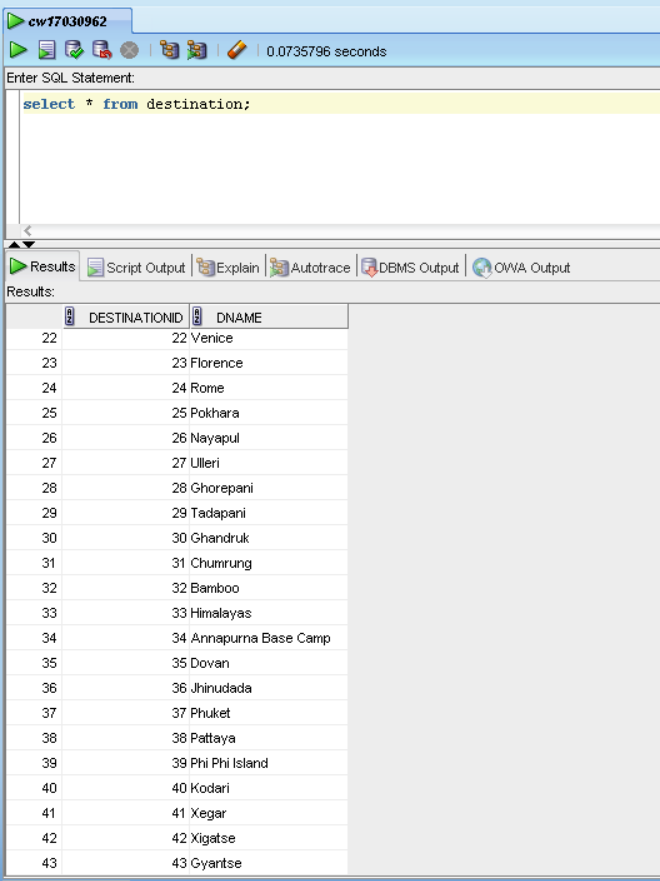 cw17030962
0.0735796 seconds
Enter SQL Statement:
select * from destination;
Results Script Output Explain Autotrace DBMS Output OWA Output
Results:
DESTINATIONID DNAME
22 22 Venice
23 23 Florence
24 24 Rome
25 25 Pokhara
26 26 Nayapul
27 27 Ulleri
28 28 Ghorepani
29 29 Tadapani
30 30 Ghandruk
31 31 Chumrung
32 32 Bamboo
33 33 Himalayas
34 34 Annapurna Base Camp
35 35 Dovan
36 36 Jhinudada
37 37 Phuket
38 38 Pattaya
39 39 Phi Phi Island
40 40 Kodari
41 41 Xegar
42 42 Xigatse
43 43 Gyantse